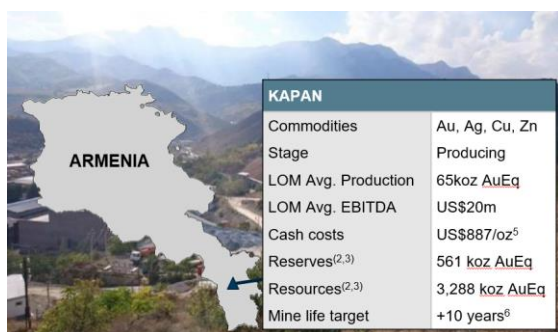 ARMENIA
KAPAN
Commodities Au, Ag, Cu, Zn
Stage Producing
LOM Avg. Production 65koz AuEq
LOM Avg. EBITDA US$20m
Cash costs US$887/oz⁵
Reserves⁽²,³⁾ 561 koz AuEq
Resources⁽²,³⁾ 3,288 koz AuEq
Mine life target +10 years⁶